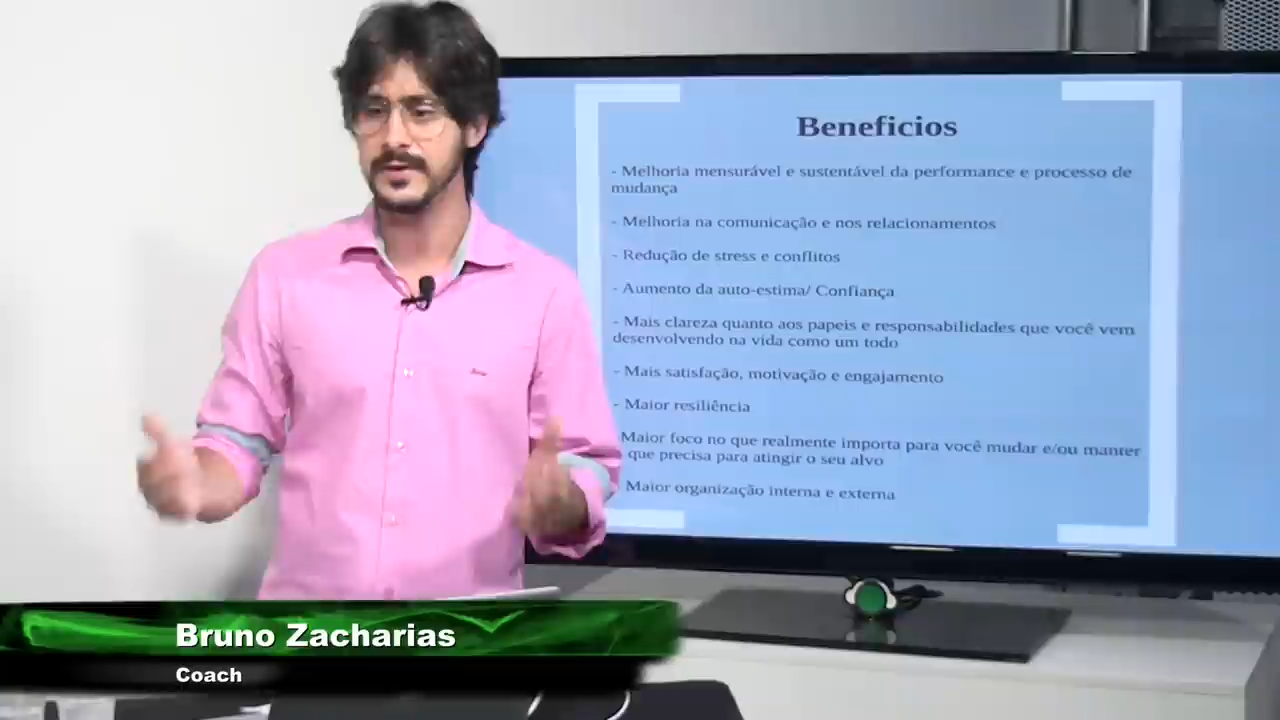 Beneficios
- Melhoria mensurável e sustentável da performance e processo de
mudança
- Melhoria na comunicação e nos relacionamentos
- Redução de stress e conflitos
- Aumento da auto-estima/ Confiança
- Mais clareza quanto aos papeis e responsabilidades que você vem
desenvolvendo na vida como um todo
- Mais satisfação, motivação e engajamento
- Maior resiliência
Maior foco no que realmente importa para você mudar e/ou manter
que precisa para atingir o seu alvo
Maior organização interna e externa
Bruno Zacharias
Coach